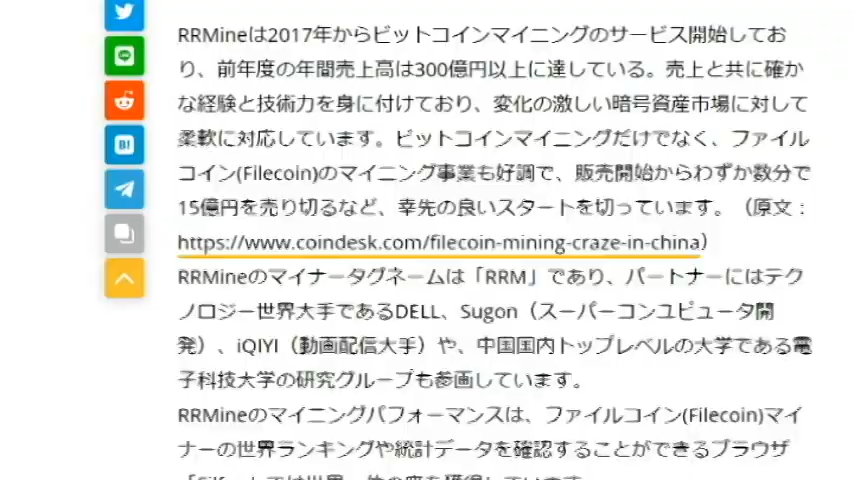 RRMineは2017年からビットコインマイニングのサービス開始してお
り、前年度の年間売上高は300億円以上に達している。売上と共に確か
な経験と技術力を身に付けており、変化の激しい暗号資産市場に対して
柔軟に対応しています。ビットコインマイニングだけでなく、ファイル
コイン(Filecoin)のマイニング事業も好調で、販売開始からわずか数分で
15億円を売り切るなど、幸先の良いスタートを切っています。（原文：
https://www.coindesk.com/filecoin-mining-craze-in-china）
RRMineのマイナータグネームは「RRM」であり、パートナーにはテク
ノロジー世界大手であるDELL、Sugon（スーパーコンユピュータ開
発）、iQIYI（動画配信大手）や、中国国内トップレベルの大学である電
子科技大学の研究グループも参画しています。
RRMineのマイニングパフォーマンスは、ファイルコイン(Filecoin)マイ
ナーの世界ランキングや統計データを確認することができるブラウザ